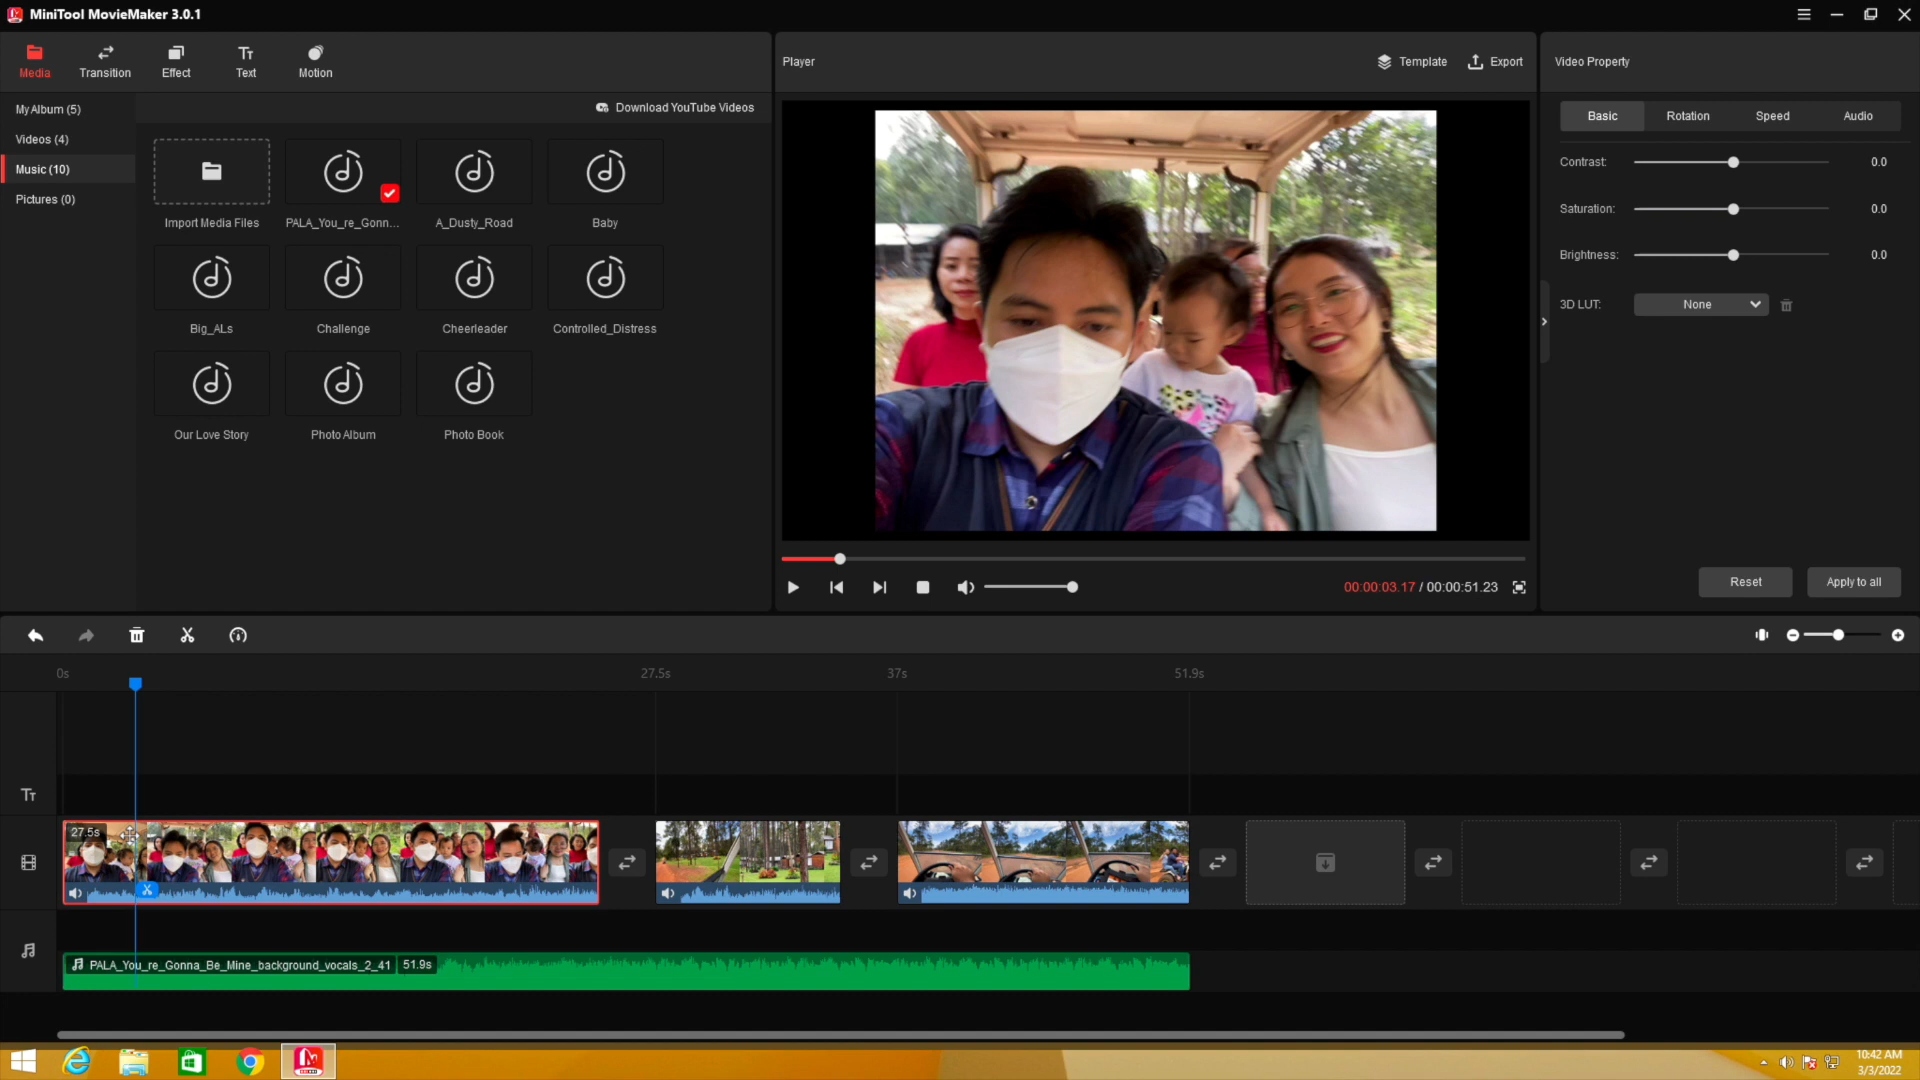 MiniTool MovieMaker 3.0.1
Media
Transition
Effect
Text
Motion
Player
Template
Export
Video Property
My Album (5)
Videos (4)
Music (10)
Pictures (0)
Download YouTube Videos
Import Media Files
PALA_You_re_Gonn...
A_Dusty_Road
Baby
Big_ALs
Challenge
Cheerleader
Controlled_Distress
Our Love Story
Photo Album
Photo Book
Basic
Rotation
Speed
Audio
Contrast:
0.0
Saturation:
0.0
Brightness:
0.0
3D LUT:
None
Reset
Apply to all
00:00:03.17 / 00:00:51.23
0s
27.5s
37s
51.9s
27.5s
PALA_You_re_Gonna_Be_Mine_background_vocals_2_41
51.9s
10:42 AM
3/3/2022